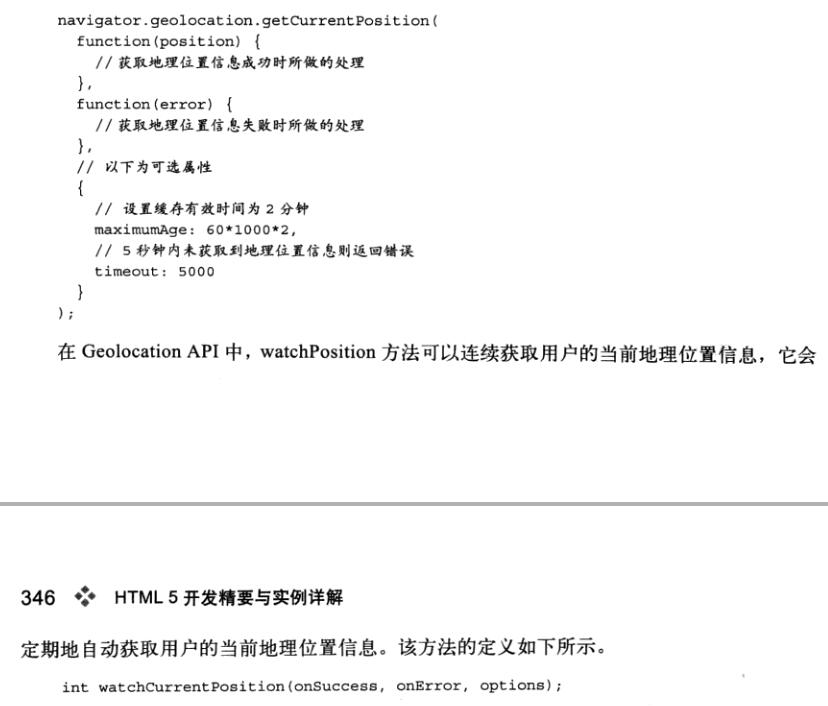 navigator.geolocation.getCurrentPosition(
function(position) {
// 获取地理位置信息成功时所做的处理
},
function(error) {
// 获取地理位置信息失败时所做的处理
},
// 以下为可选属性
{
// 设置缓存有效时间为 2 分钟
maximumAge: 60*1000*2,
// 5 秒钟内未获取到地理位置信息则返回错误
timeout: 5000
}
);
在 Geolocation API 中，watchPosition 方法可以连续获取用户的当前地理位置信息，它会
346 HTML 5 开发精要与实例详解
定期地自动获取用户的当前地理位置信息。该方法的定义如下所示。
int watchCurrentPosition(onSuccess, onError, options);